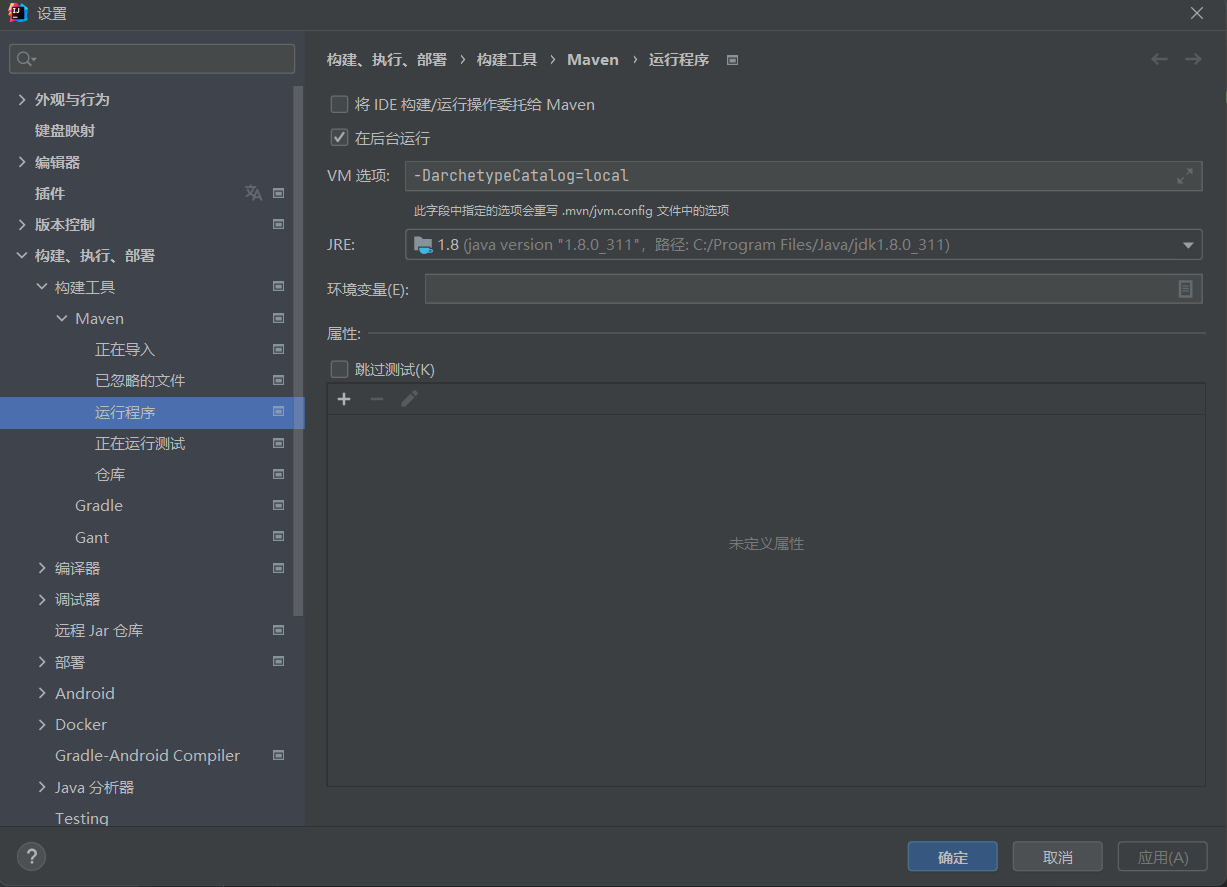 设置
外观与行为
键盘映射
编辑器
插件
版本控制
构建、执行、部署
构建工具
Maven
正在导入
已忽略的文件
运行程序
正在运行测试
仓库
Gradle
Gant
编译器
调试器
远程 Jar 仓库
部署
Android
Docker
Gradle-Android Compiler
Java 分析器
Testing
构建、执行、部署 › 构建工具 › Maven › 运行程序
将 IDE 构建/运行操作委托给 Maven
在后台运行
VM 选项: -DarchetypeCatalog=local
此字段中指定的选项会重写 .mvn/jvm.config 文件中的选项
JRE: 1.8 (java version "1.8.0_311"，路径: C:/Program Files/Java/jdk1.8.0_311)
环境变量(E):
属性:
跳过测试(K)
未定义属性
? 确定 取消 应用(A)